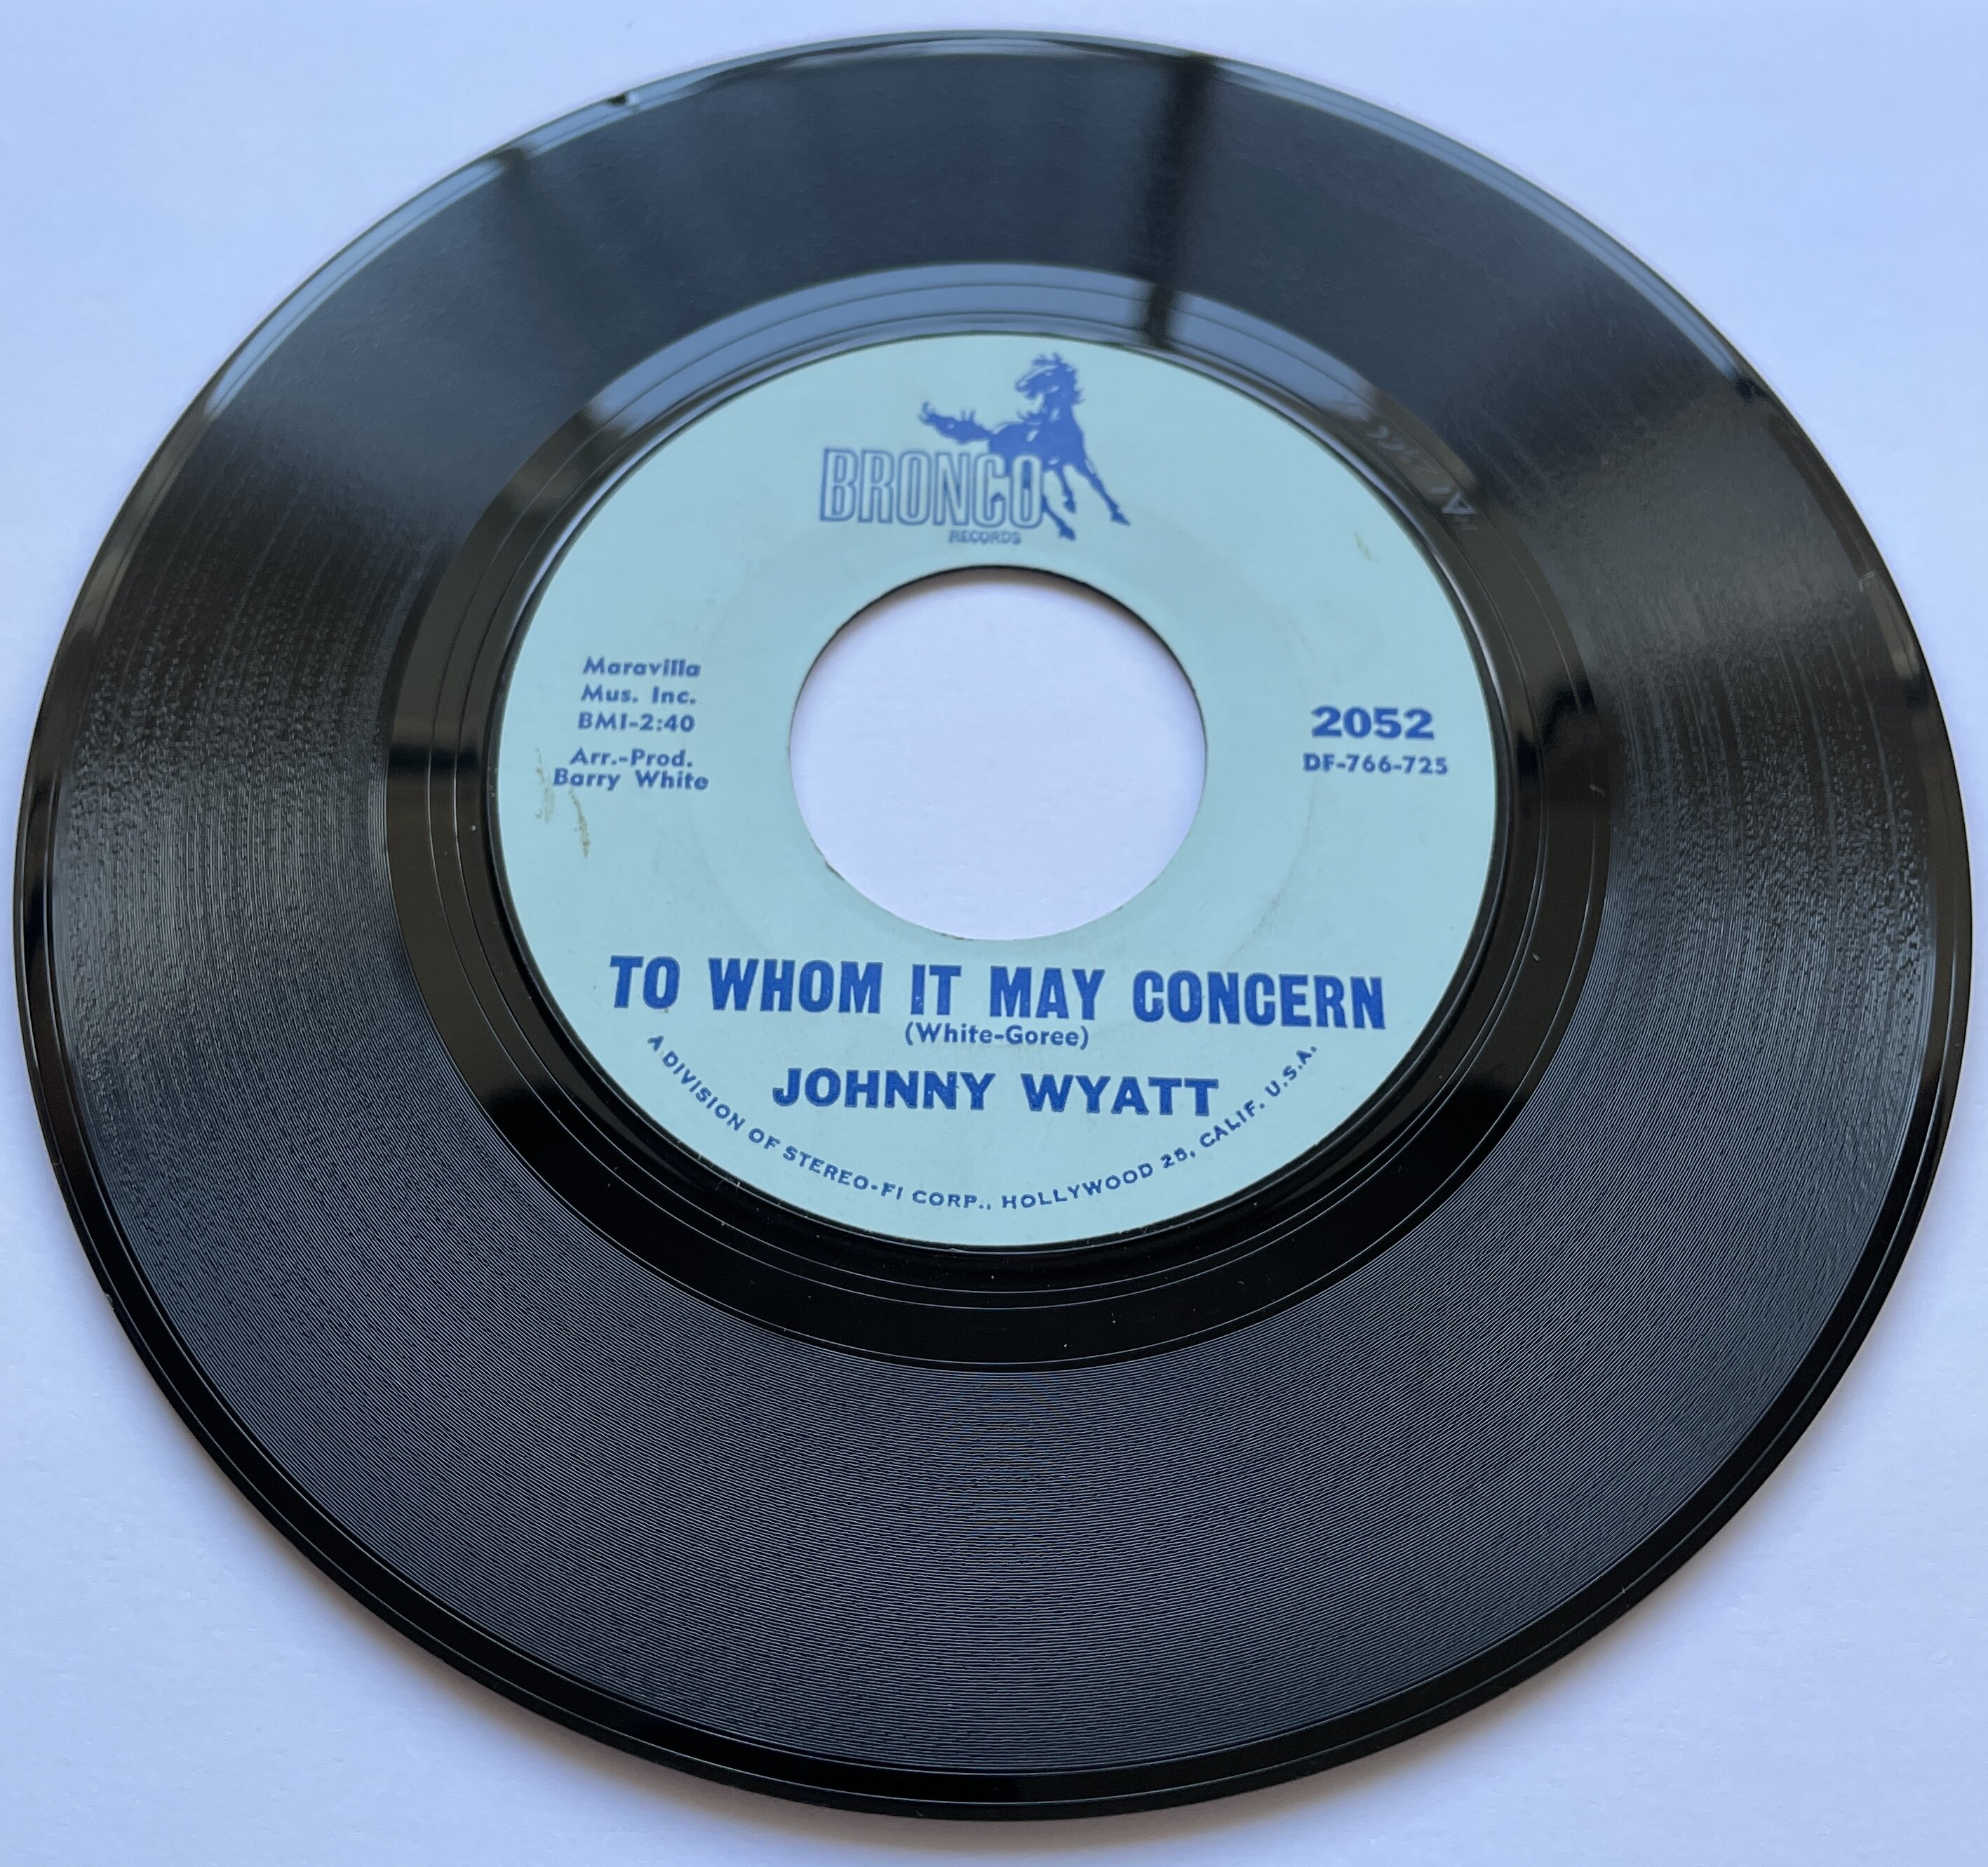 BRONCO
RECORDS
Maravilla
Mus. Inc.
BMI-2:40
Arr.-Prod.
Barry White
2052
DF-766-725
TO WHOM IT MAY CONCERN
(White-Goree)
JOHNNY WYATT
A DIVISION OF STEREO-FI CORP., HOLLYWOOD 28, CALIF. U.S.A.